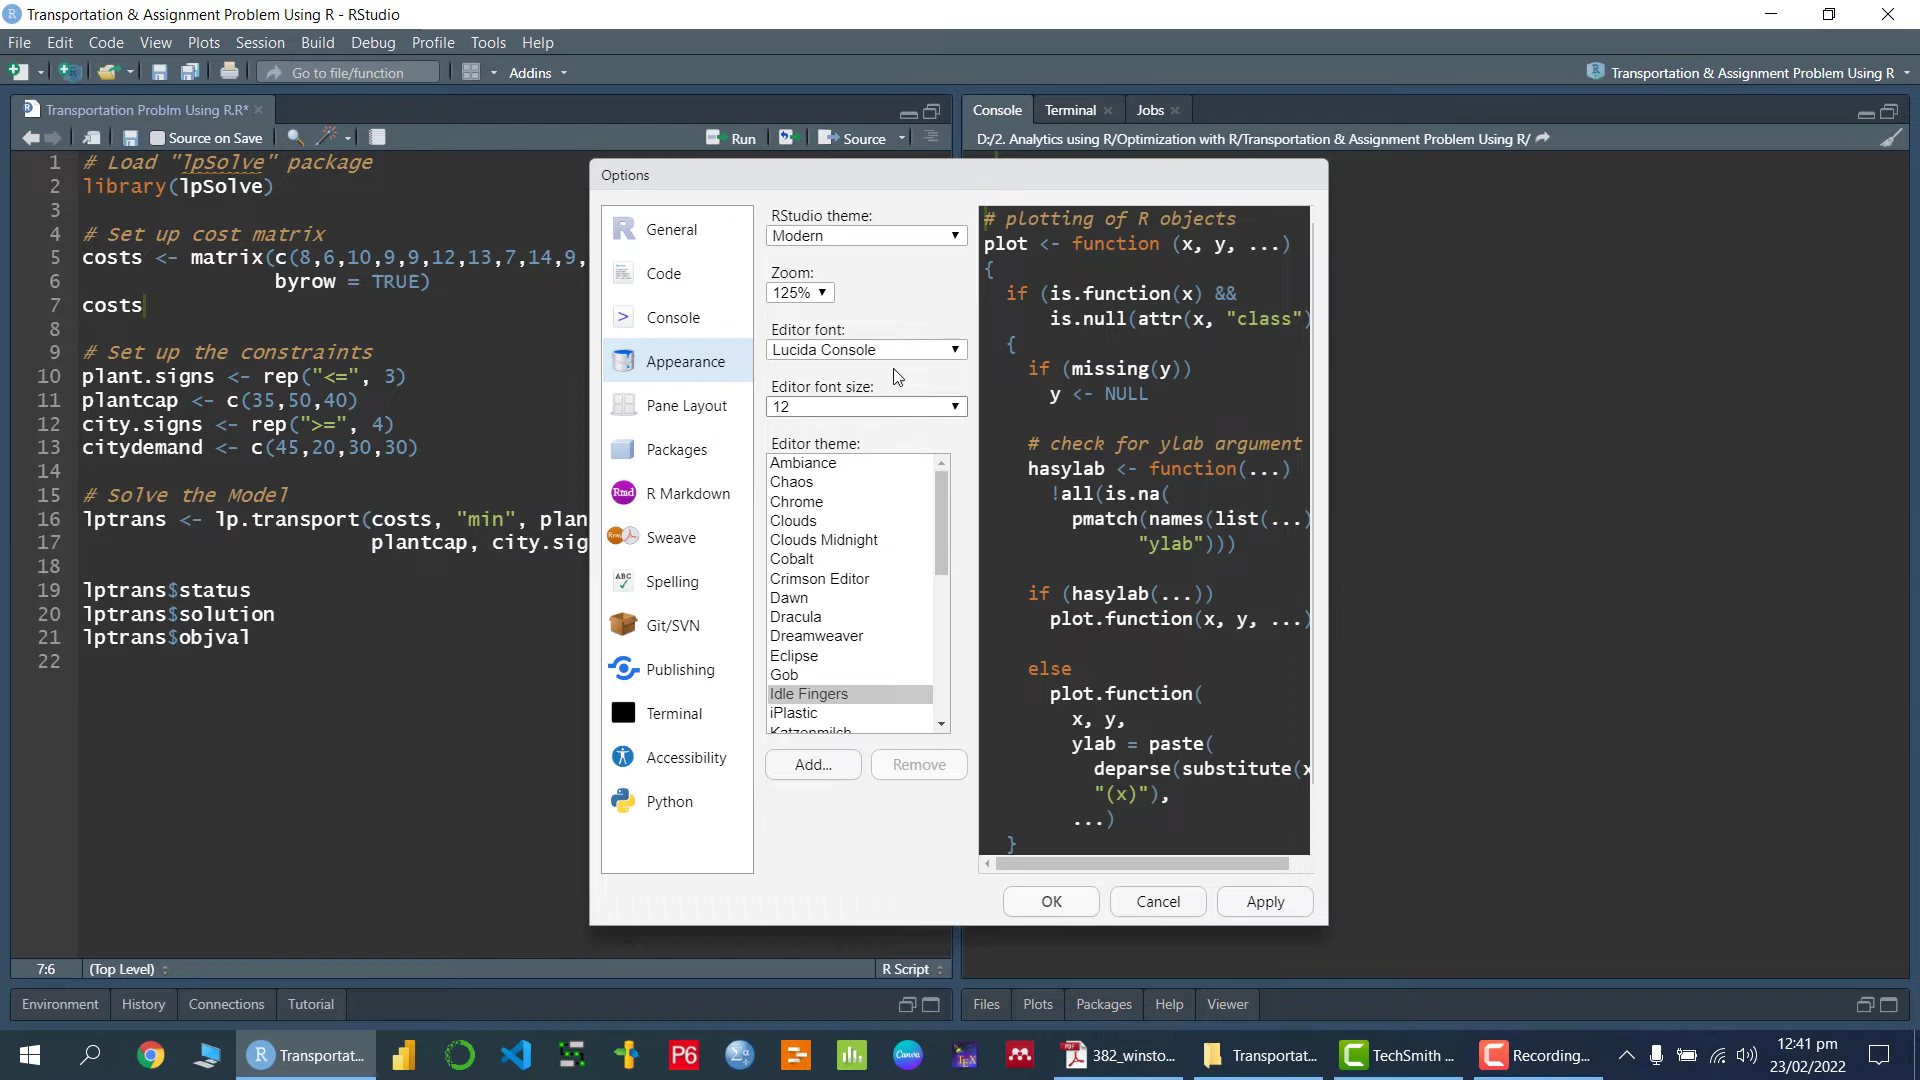 Transportation & Assignment Problem Using R - RStudio
File Edit Code View Plots Session Build Debug Profile Tools Help
Go to file/function Addins Transportation & Assignment Problem Using R
Transportation Problm Using R.R* Console Terminal Jobs
Source on Save Run Source D:/2. Analytics using R/Optimization with R/Transportation & Assignment Problem Using R/
1 # Load "lpSolve" package
2 library(lpSolve)
3
4 # Set up cost matrix
5 costs <- matrix(c(8,6,10,9,9,12,13,7,14,9,
6 byrow = TRUE)
7 costs
8
9 # Set up the constraints
10 plant.signs <- rep("<=", 3)
11 plantcap <- c(35,50,40)
12 city.signs <- rep(">=", 4)
13 citydemand <- c(45,20,30,30)
14
15 # Solve the Model
16 lptrans <- lp.transport(costs, "min", plan
17 plantcap, city.sig
18
19 lptrans$status
20 lptrans$solution
21 lptrans$objval
22
7:6 (Top Level) R Script
Options
General
Code
Console
Appearance
Pane Layout
Packages
R Markdown
Sweave
Spelling
Git/SVN
Publishing
Terminal
Accessibility
Python
RStudio theme:
Modern
Zoom:
125%
Editor font:
Lucida Console
Editor font size:
12
Editor theme:
Ambiance
Chaos
Chrome
Clouds
Clouds Midnight
Cobalt
Crimson Editor
Dawn
Dracula
Dreamweaver
Eclipse
Gob
Idle Fingers
iPlastic
Katzenmilch
Add... Remove
# plotting of R objects
plot <- function (x, y, ...)
{
if (is.function(x) &&
is.null(attr(x, "class")
{
if (missing(y))
y <- NULL
# check for ylab argument
hasylab <- function(...)
!all(is.na(
pmatch(names(list(...)
"ylab")))
if (hasylab(...))
plot.function(x, y, ...)
else
plot.function(
x, y,
ylab = paste(
deparse(substitute(x
"(x)"),
...)
}
OK Cancel Apply
Environment History Connections Tutorial Files Plots Packages Help Viewer
Transportat... 382_winsto... Transportat... TechSmith ... Recording... 12:41 pm
23/02/2022